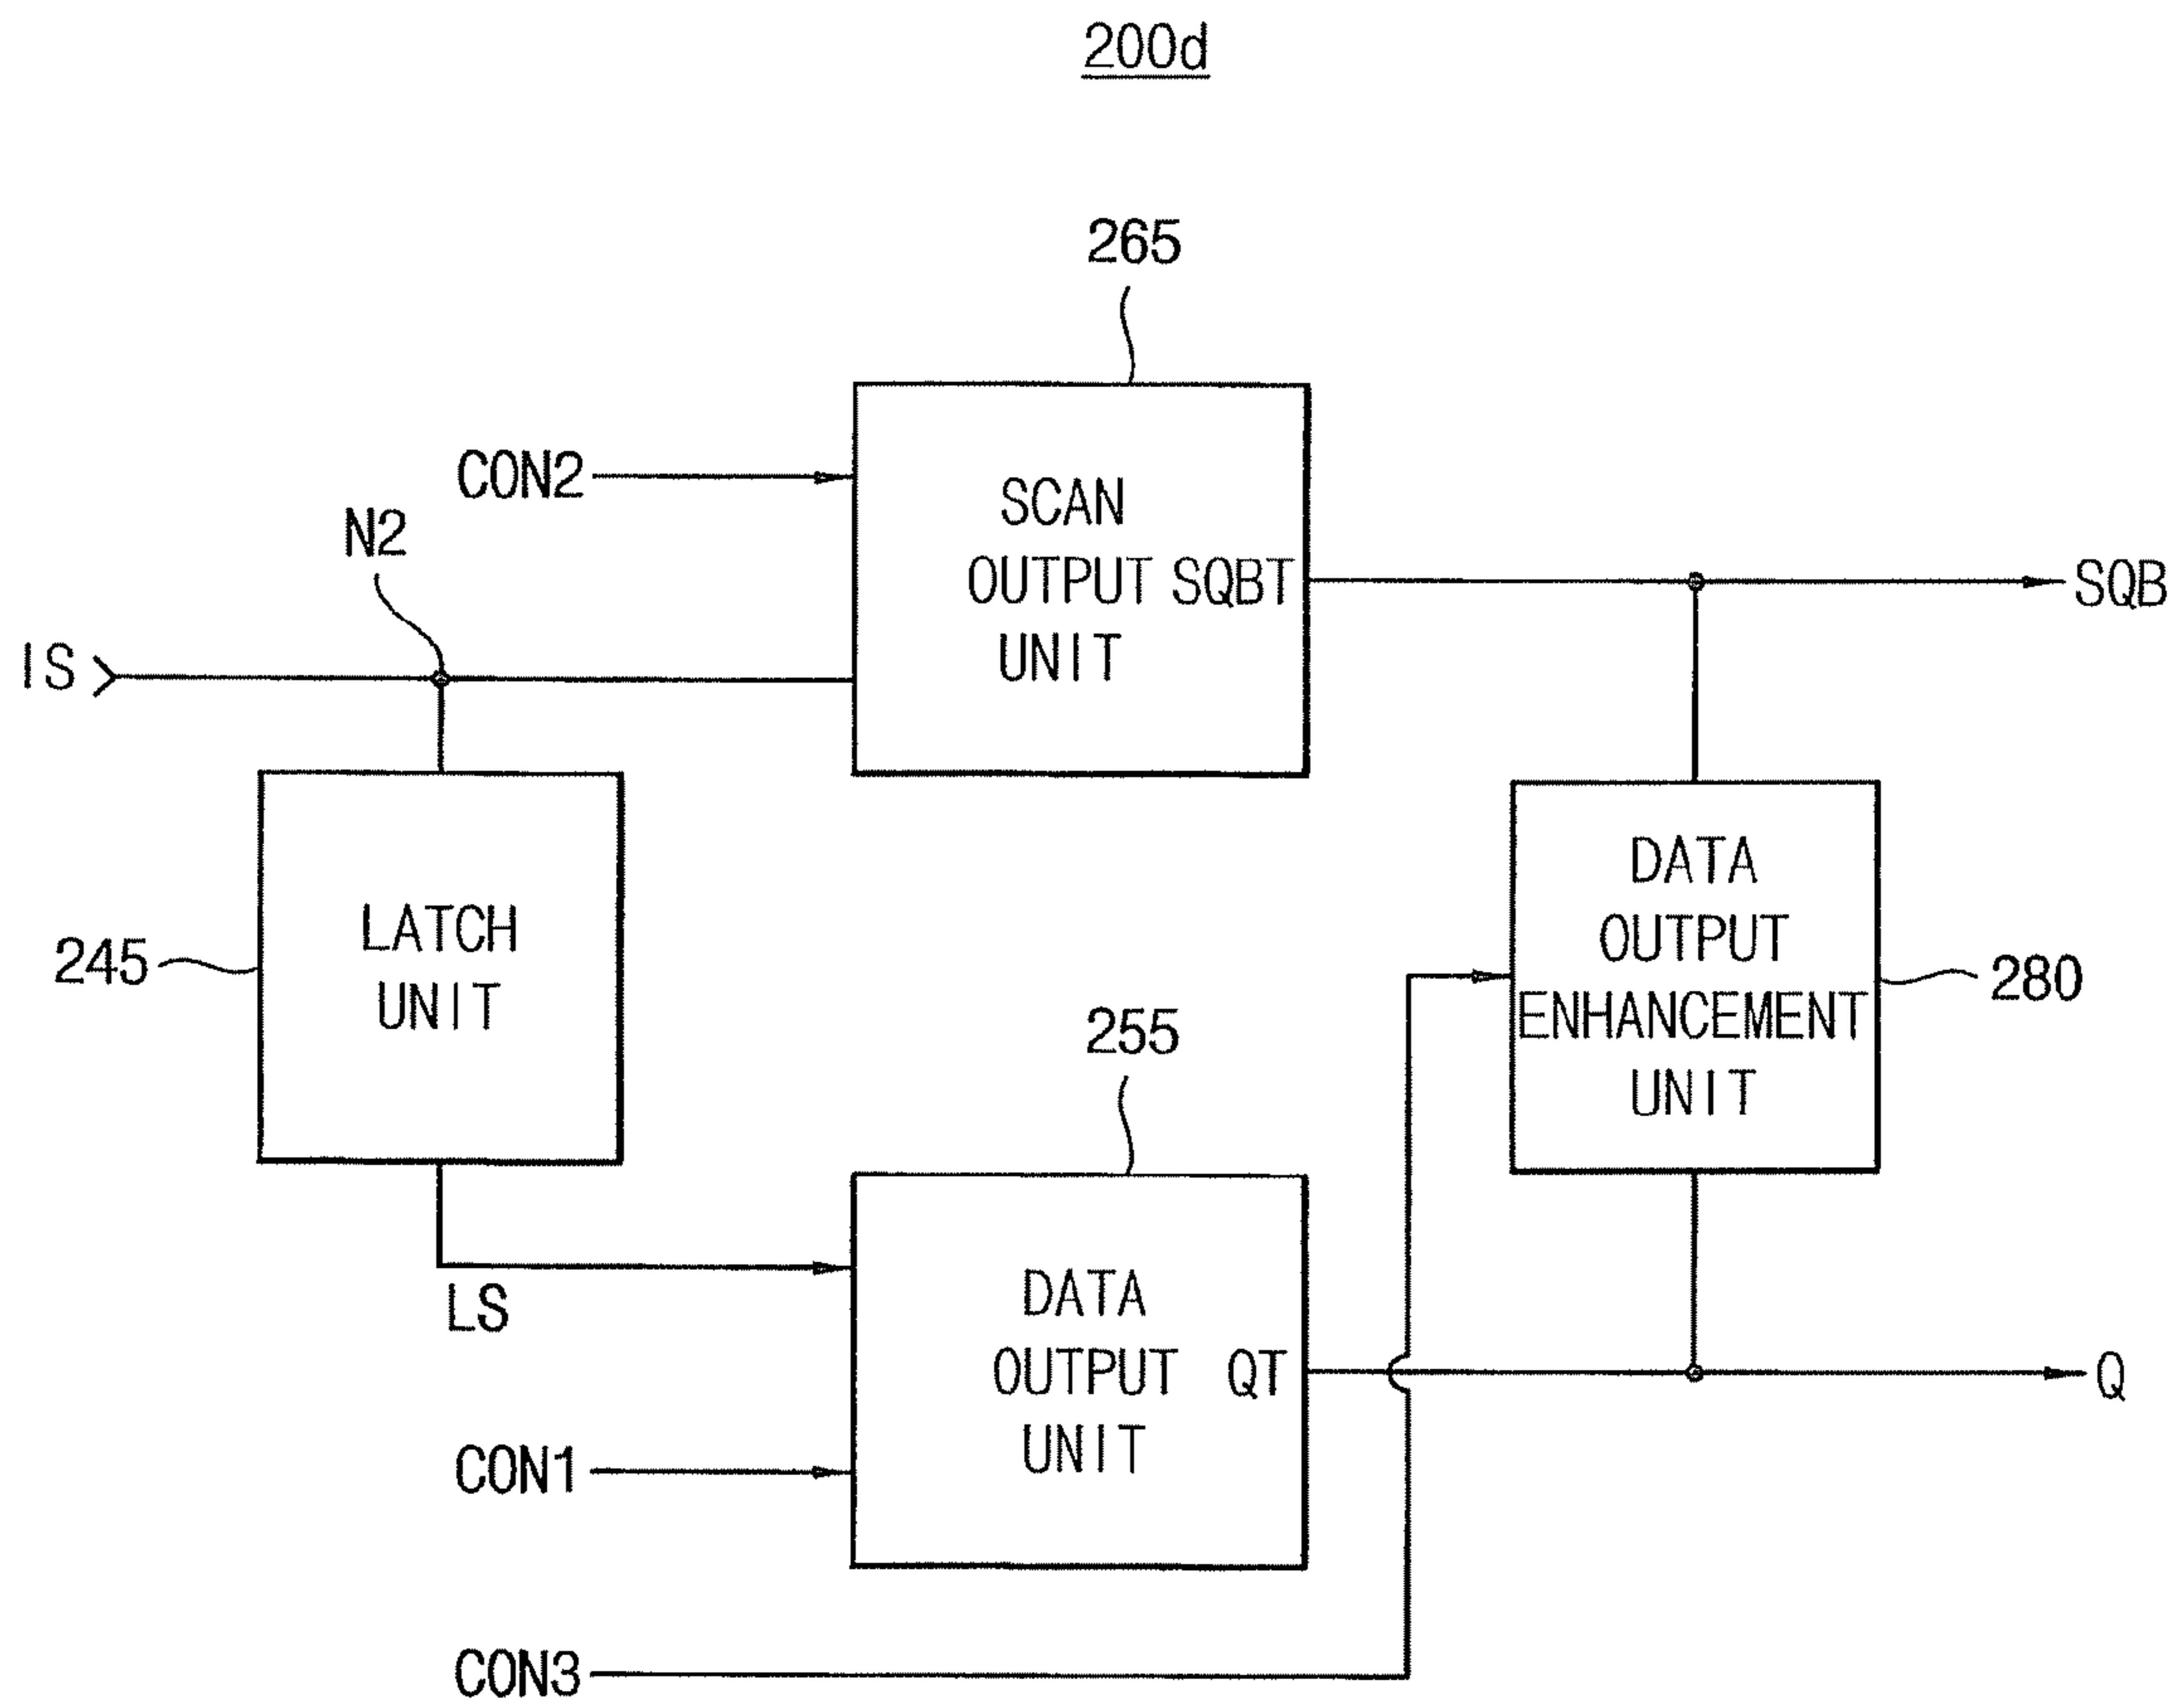 200d
265
CON2
SCAN
OUTPUT SQBT
UNIT
N2
SQB
IS
DATA
OUTPUT
ENHANCEMENT
UNIT
LATCH
UNIT
245
280
255
LS
DATA
OUTPUT QT
UNIT
Q
CON1
CON3